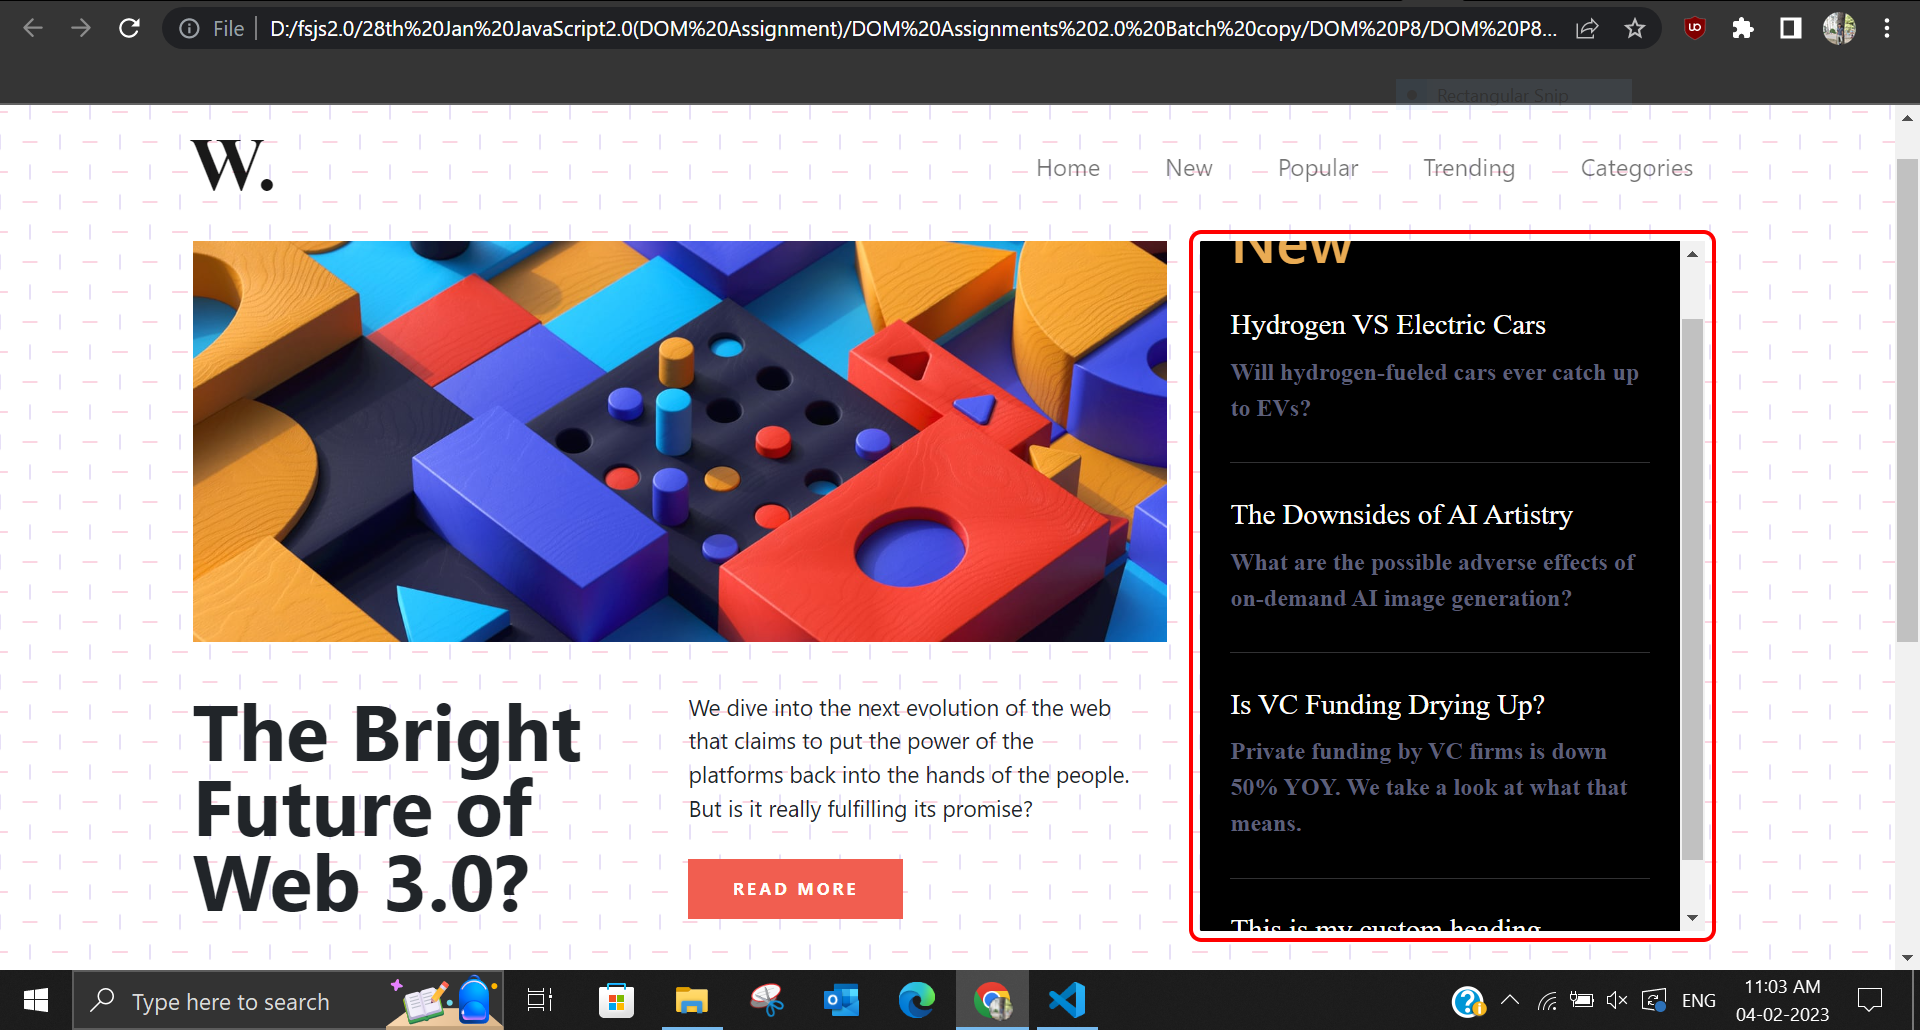 File
D:/fsjs2.0/28th%20Jan%20JavaScript2.0(DOM%20Assignment)/DOM%20Assignments%202.0%20Batch%20copy/DOM%20P8/DOM%20P8...
Rectangular Snip
W.
Home New Popular Trending Categories
New
Hydrogen VS Electric Cars
Will hydrogen-fueled cars ever catch up
to EVs?
The Downsides of AI Artistry
What are the possible adverse effects of
on-demand AI image generation?
Is VC Funding Drying Up?
Private funding by VC firms is down
50% YOY. We take a look at what that
means.
This is my custom heading
The Bright
Future of
Web 3.0?
We dive into the next evolution of the web
that claims to put the power of the
platforms back into the hands of the people.
But is it really fulfilling its promise?
READ MORE
Type here to search
ENG
11:03 AM
04-02-2023